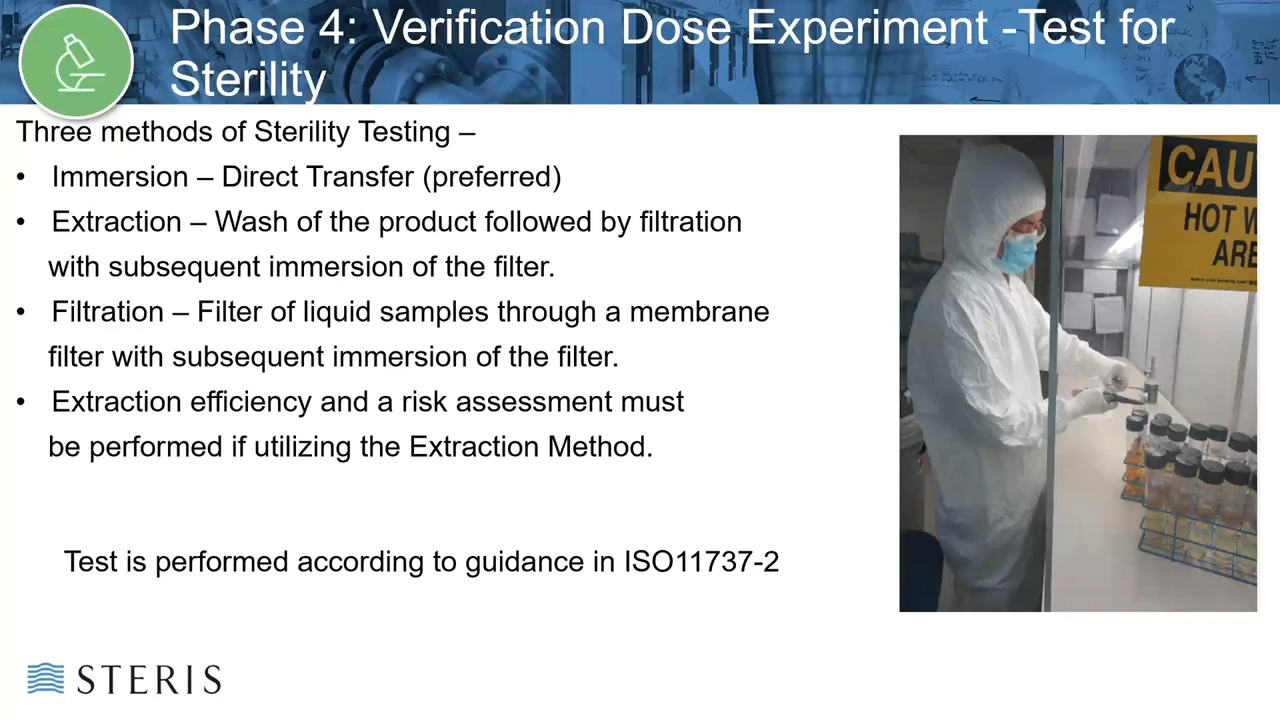 Phase 4: Verification Dose Experiment -Test for
Sterility
Three methods of Sterility Testing –
• Immersion – Direct Transfer (preferred)
• Extraction – Wash of the product followed by filtration
with subsequent immersion of the filter.
• Filtration – Filter of liquid samples through a membrane
filter with subsequent immersion of the filter.
• Extraction efficiency and a risk assessment must
be performed if utilizing the Extraction Method.
Test is performed according to guidance in ISO11737-2
CAU
HOT W
ARE
STERIS